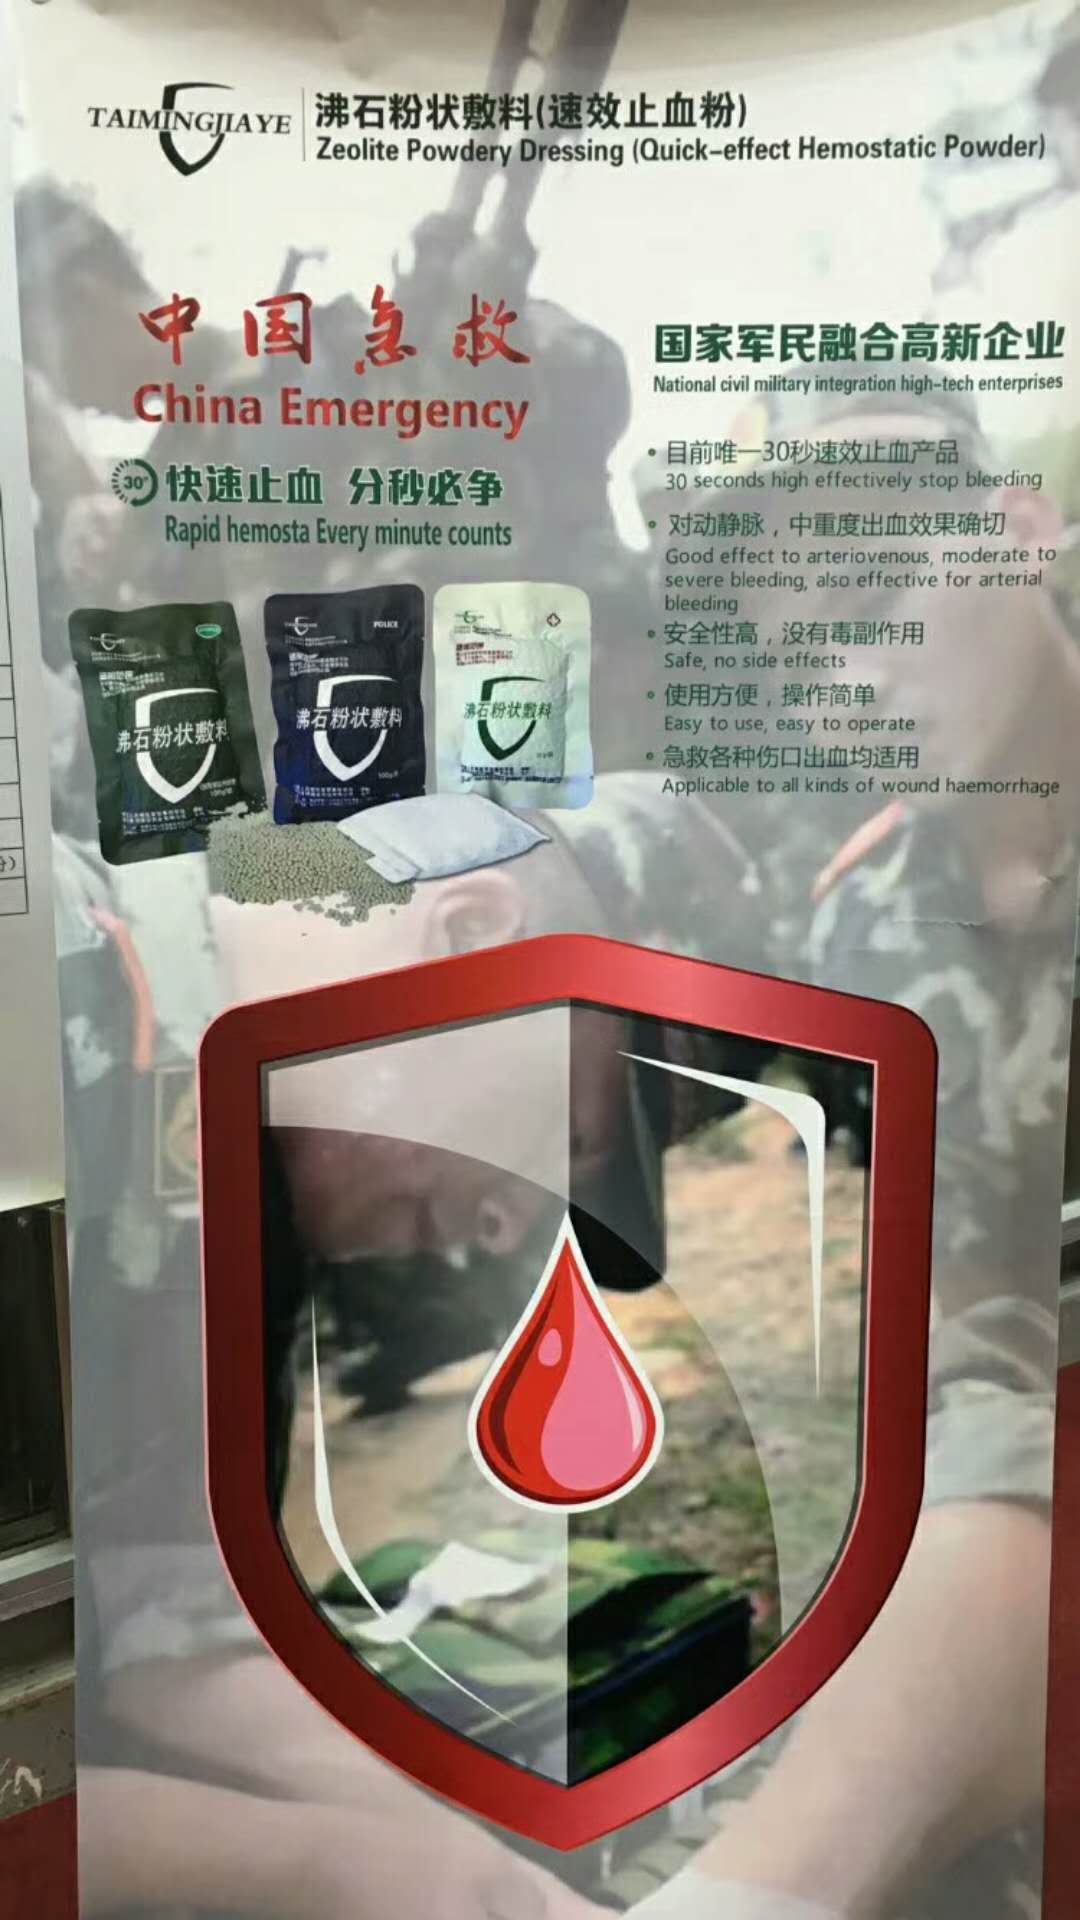 TAIMINGJIAYE
沸石粉状敷料(速效止血粉)
Zeolite Powdery Dressing (Quick-effect Hemostatic Powder)
中国急救
China Emergency
30"
快速止血 分秒必争
Rapid hemosta Every minute counts
国家军民融合高新企业
National civil military integration high-tech enterprises
• 目前唯一30秒速效止血产品
30 seconds high effectively stop bleeding
• 对动静脉，中重度出血效果确切
Good effect to arteriovenous, moderate to
severe bleeding, also effective for arterial
bleeding
• 安全性高，没有毒副作用
Safe, no side effects
• 使用方便，操作简单
Easy to use, easy to operate
• 急救各种伤口出血均适用
Applicable to all kinds of wound haemorrhage
沸石粉状敷料
POLICE
沸石粉状敷料
沸石粉状敷料